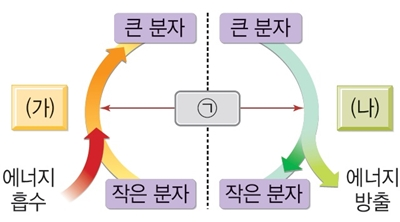 큰 분자
큰 분자
(가)
㉠
(나)
에너지
흡수
작은 분자
작은 분자
에너지
방출